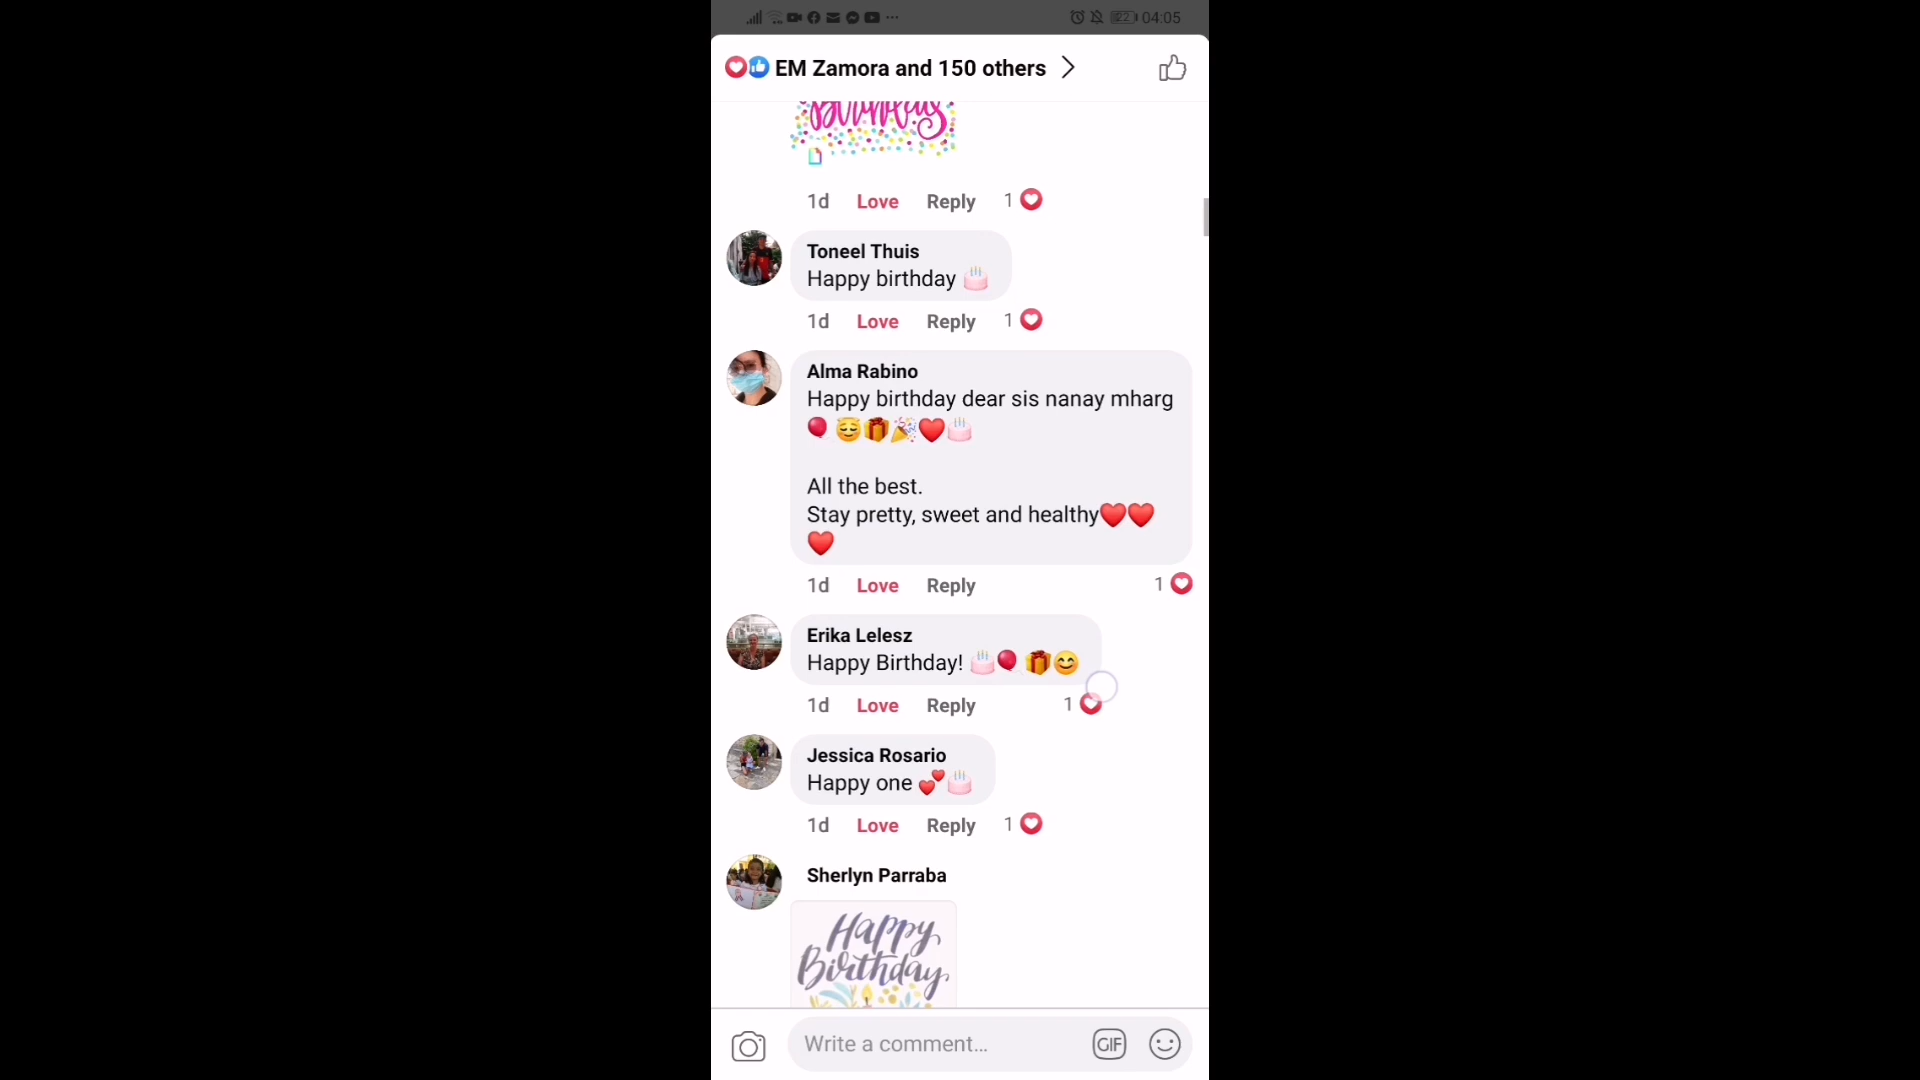 22 04:05
EM Zamora and 150 others
Birthday
1d Love Reply 1
Toneel Thuis
Happy birthday 🎂
1d Love Reply 1
Alma Rabino
Happy birthday dear sis nanay mharg
🎈😇🎁🎉❤️🎂
All the best.
Stay pretty, sweet and healthy❤️❤️
❤️
1d Love Reply 1
Erika Lelesz
Happy Birthday! 🎂🎈🎁😊
1d Love Reply 1
Jessica Rosario
Happy one 💕🎂
1d Love Reply 1
Sherlyn Parraba
Happy
Birthday
Write a comment... GIF